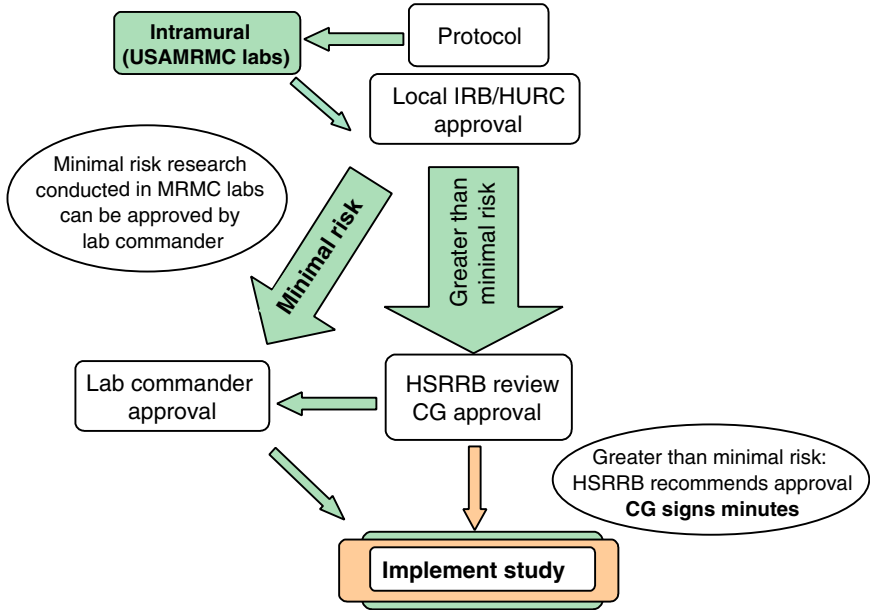 Intramural
(USAMRMC labs)
Protocol
Local IRB/HURC
approval
Minimal risk research
conducted in MRMC labs
can be approved by
lab commander
Minimal risk
Greater than
minimal risk
Lab commander
approval
HSRRB review
CG approval
Greater than minimal risk:
HSRRB recommends approval
CG signs minutes
Implement study